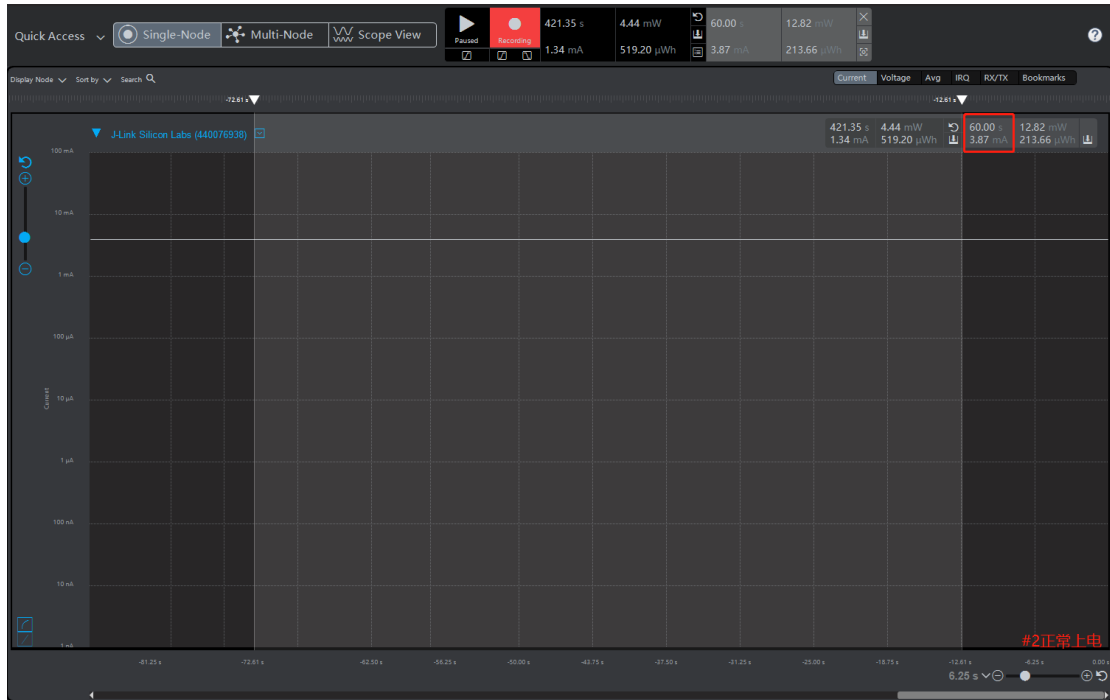 Quick Access
Single-Node
Multi-Node
Scope View
Paused
Recording
421.35 s
4.44 mW
1.34 mA
519.20 µWh
60.00 s
12.82 mW
3.87 mA
213.66 µWh
Display Node
Sort by
Search
Current
Voltage
Avg
IRQ
RX/TX
Bookmarks
-72.61 s
-12.61 s
J-Link Silicon Labs (440076938)
421.35 s 4.44 mW
1.34 mA 519.20 µWh
60.00 s 12.82 mW
3.87 mA 213.66 µWh
100 mA
10 mA
1 mA
100 µA
Current
10 µA
1 µA
100 nA
10 nA
1 nA
#2正常上电
-81.25 s
-72.61 s
-62.50 s
-56.25 s
-50.00 s
-43.75 s
-37.50 s
-31.25 s
-25.00 s
-18.75 s
-12.61 s
-6.25 s
0.00 s
6.25 s